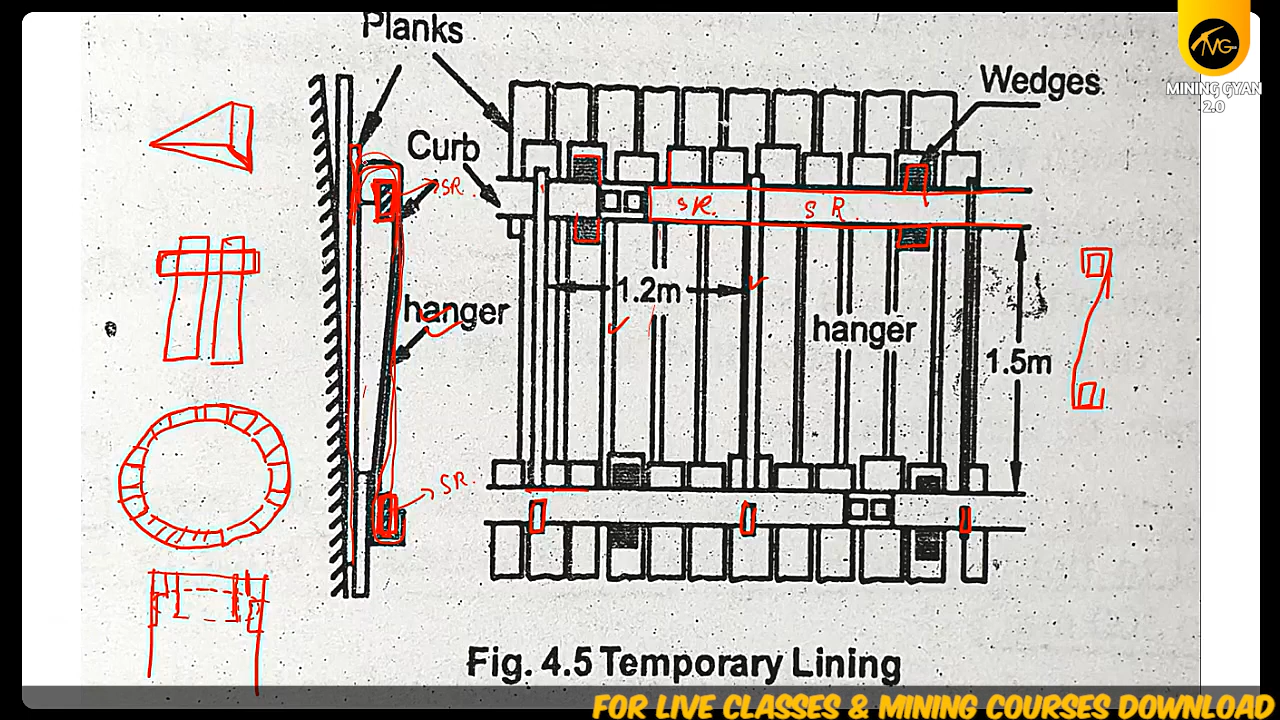 Planks
Wedges
TMG
MINING GYAN
2.0
Curb
SR.
SR.
S R.
hanger
1.2m
hanger
1.5m
SR.
Fig. 4.5 Temporary Lining
FOR LIVE CLASSES & MINING COURSES DOWNLOAD